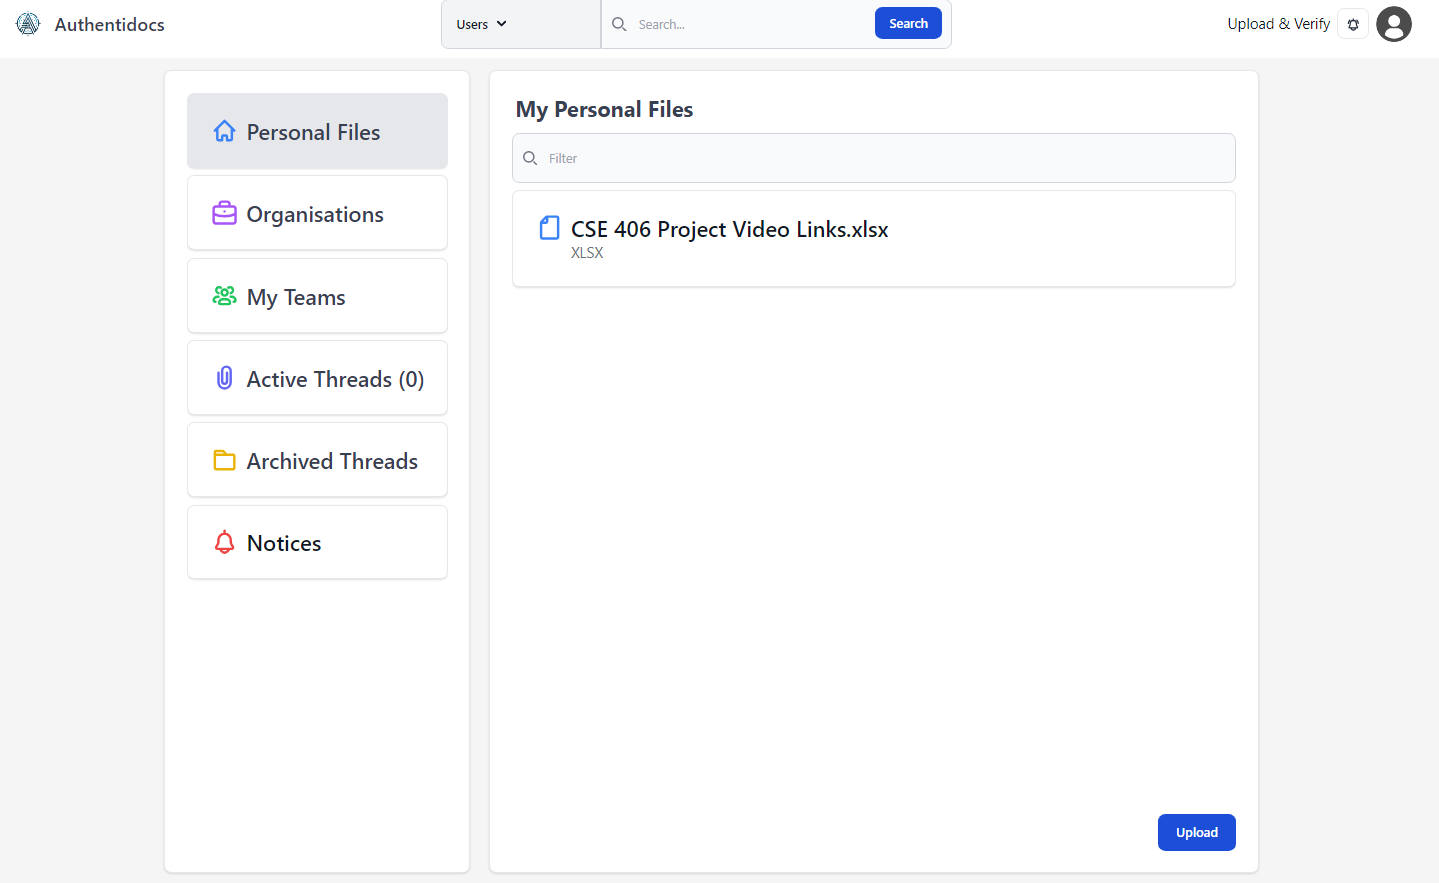 Authentidocs
Users
Search...
Search
Upload & Verify
Personal Files
Organisations
My Teams
Active Threads (0)
Archived Threads
Notices
My Personal Files
Filter
CSE 406 Project Video Links.xlsx
XLSX
Upload